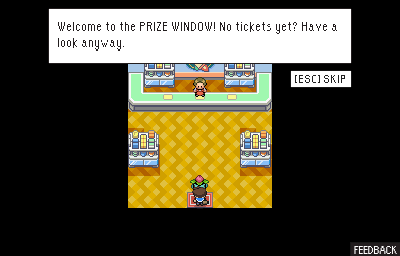 Welcome to the PRIZE WINDOW! No tickets yet? Have a
look anyway.
[ESC] SKIP
FEEDBACK